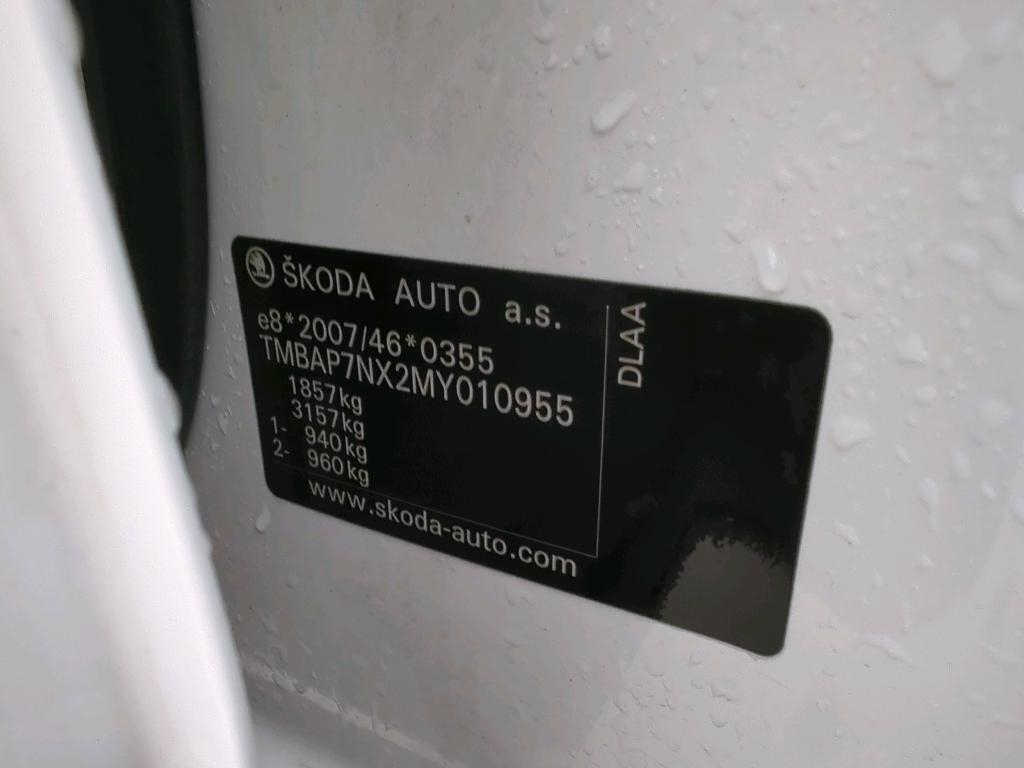 ŠKODA AUTO a.s.
e8*2007/46*0355
TMBAP7NX2MY010955
1857kg
3157kg
1- 940kg
2- 960kg
www.skoda-auto.com
DLAA